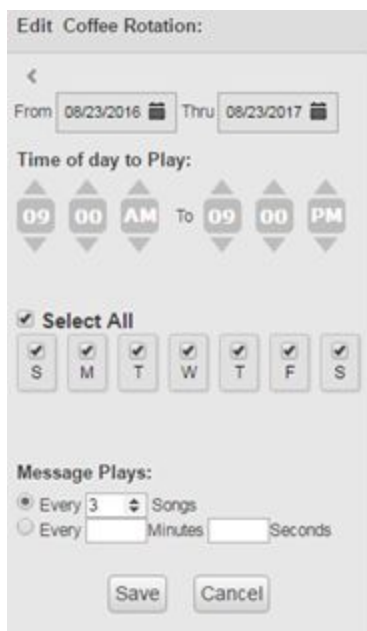 Edit Coffee Rotation:
<
From 08/23/2016 Thru 08/23/2017
Time of day to Play:
09 00 AM To 09 00 PM
Select All
S M T W T F S
Message Plays:
Every 3 Songs
Every Minutes Seconds
Save Cancel